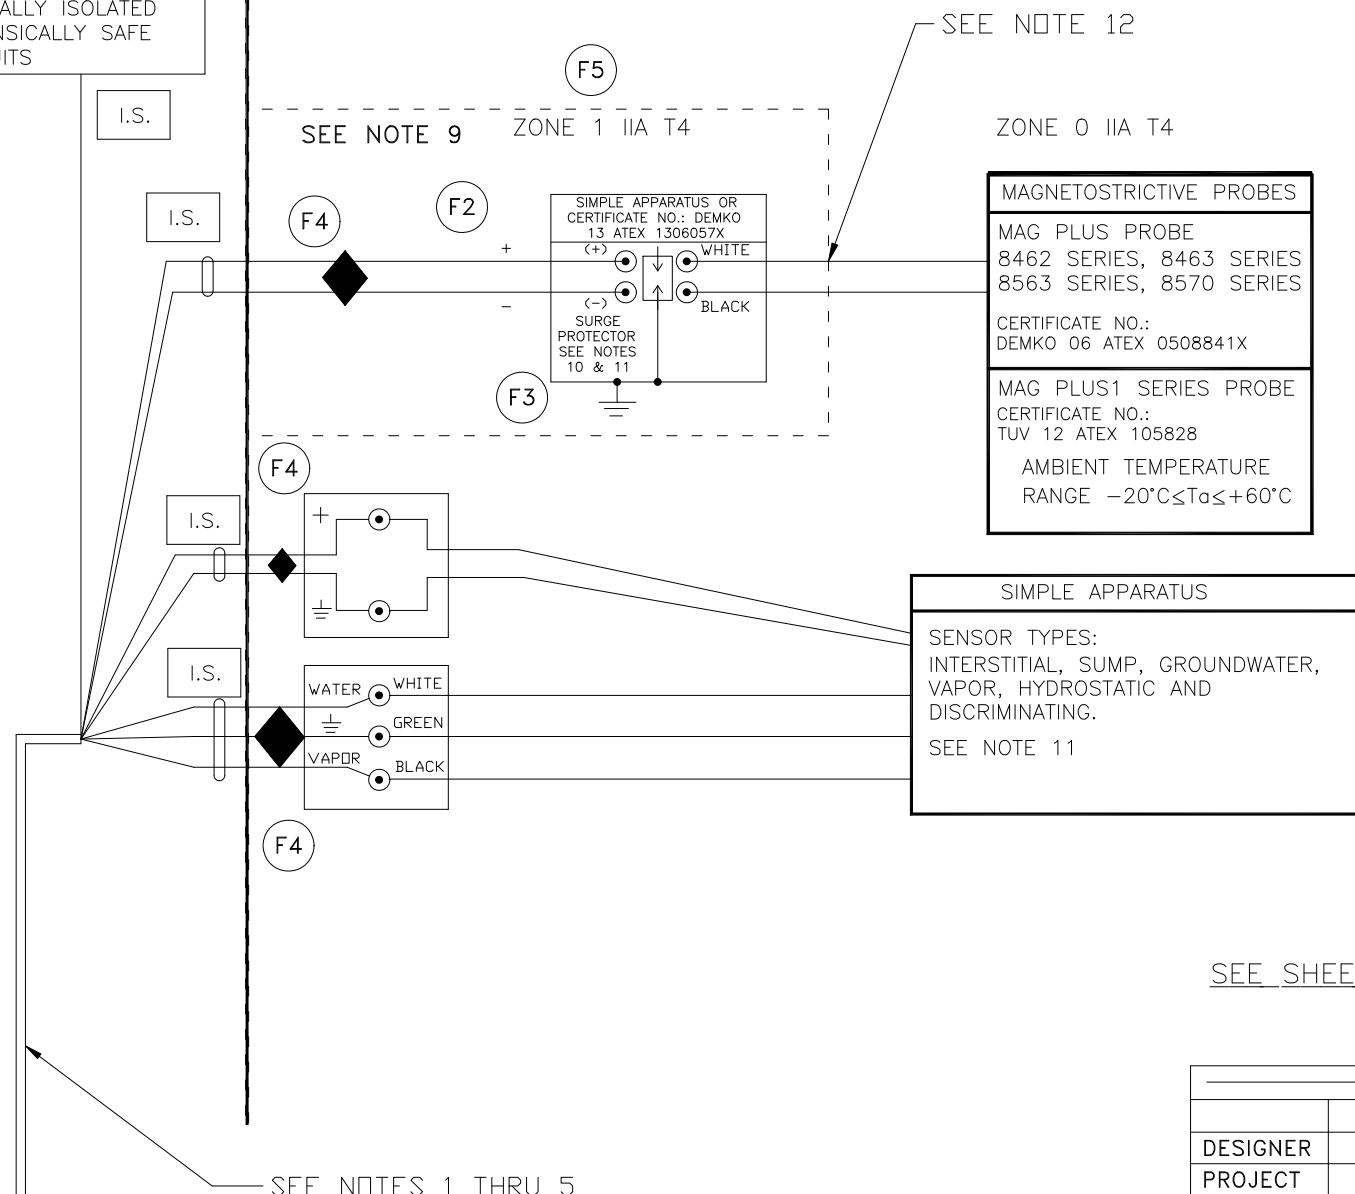 ALLY ISOLATED
NSICALLY SAFE
UITS
I.S.
SEE NOTE 12
F5
SEE NOTE 9
ZONE 1 IIA T4
ZONE 0 IIA T4
I.S.
F4
F2
SIMPLE APPARATUS OR
CERTIFICATE NO.: DEMKO
13 ATEX 1306057X
+
(+)
WHITE
−
(−)
BLACK
SURGE
PROTECTOR
SEE NOTES
10 & 11
F3
MAGNETOSTRICTIVE PROBES
MAG PLUS PROBE
8462 SERIES, 8463 SERIES
8563 SERIES, 8570 SERIES
CERTIFICATE NO.:
DEMKO 06 ATEX 0508841X
MAG PLUS1 SERIES PROBE
CERTIFICATE NO.:
TUV 12 ATEX 105828
AMBIENT TEMPERATURE
RANGE −20°C≤Ta≤+60°C
F4
I.S.
+
SIMPLE APPARATUS
SENSOR TYPES:
INTERSTITIAL, SUMP, GROUNDWATER,
VAPOR, HYDROSTATIC AND
DISCRIMINATING.
SEE NOTE 11
I.S.
WATER
WHITE
GREEN
VAPOR
BLACK
F4
SEE SHEE
DESIGNER
PROJECT
SEE NOTES 1 THRU 5